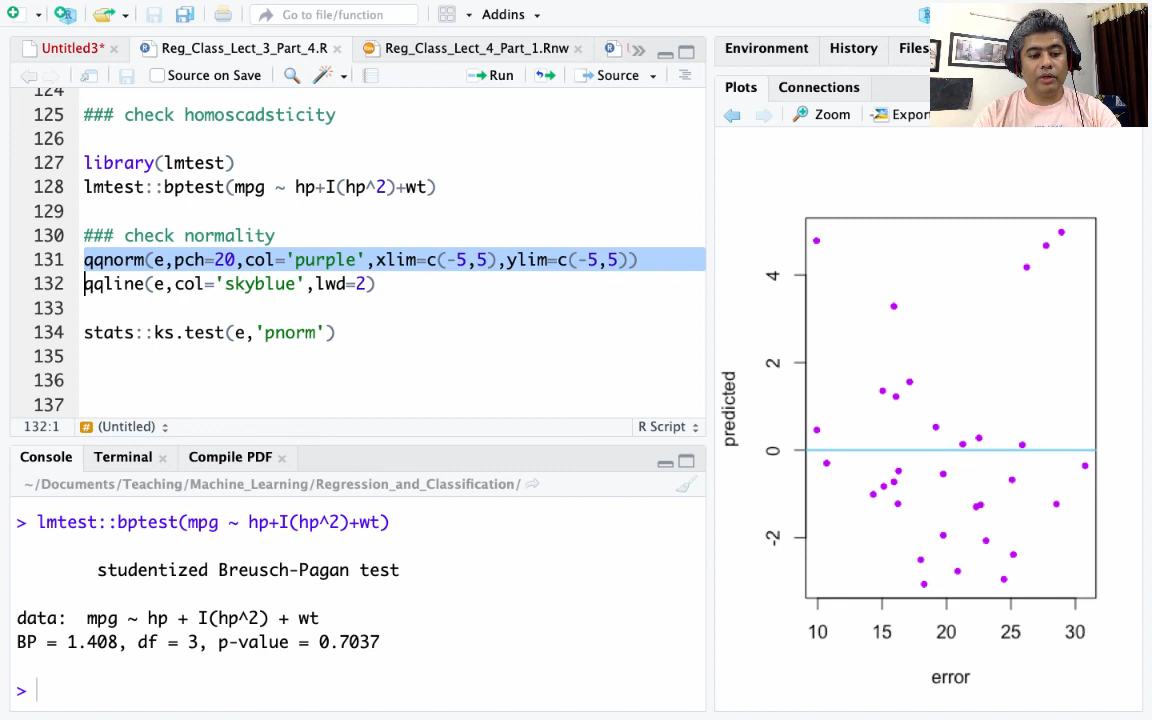 Go to file/function
Addins
Untitled3*
Reg_Class_Lect_3_Part_4.R
Reg_Class_Lect_4_Part_1.Rnw
Source on Save
Run
Source
124
125 ### check homoscadsticity
126
127 library(lmtest)
128 lmtest::bptest(mpg ~ hp+I(hp^2)+wt)
129
130 ### check normality
131 qqnorm(e,pch=20,col='purple',xlim=c(-5,5),ylim=c(-5,5))
132 qqline(e,col='skyblue',lwd=2)
133
134 stats::ks.test(e,'pnorm')
135
136
137
132:1 # (Untitled) R Script
Console Terminal Compile PDF
~/Documents/Teaching/Machine_Learning/Regression_and_Classification/
> lmtest::bptest(mpg ~ hp+I(hp^2)+wt)
studentized Breusch-Pagan test
data: mpg ~ hp + I(hp^2) + wt
BP = 1.408, df = 3, p-value = 0.7037
>
Environment History Files
Plots Connections
Zoom Expor
predicted
4
2
0
-2
10 15 20 25 30
error